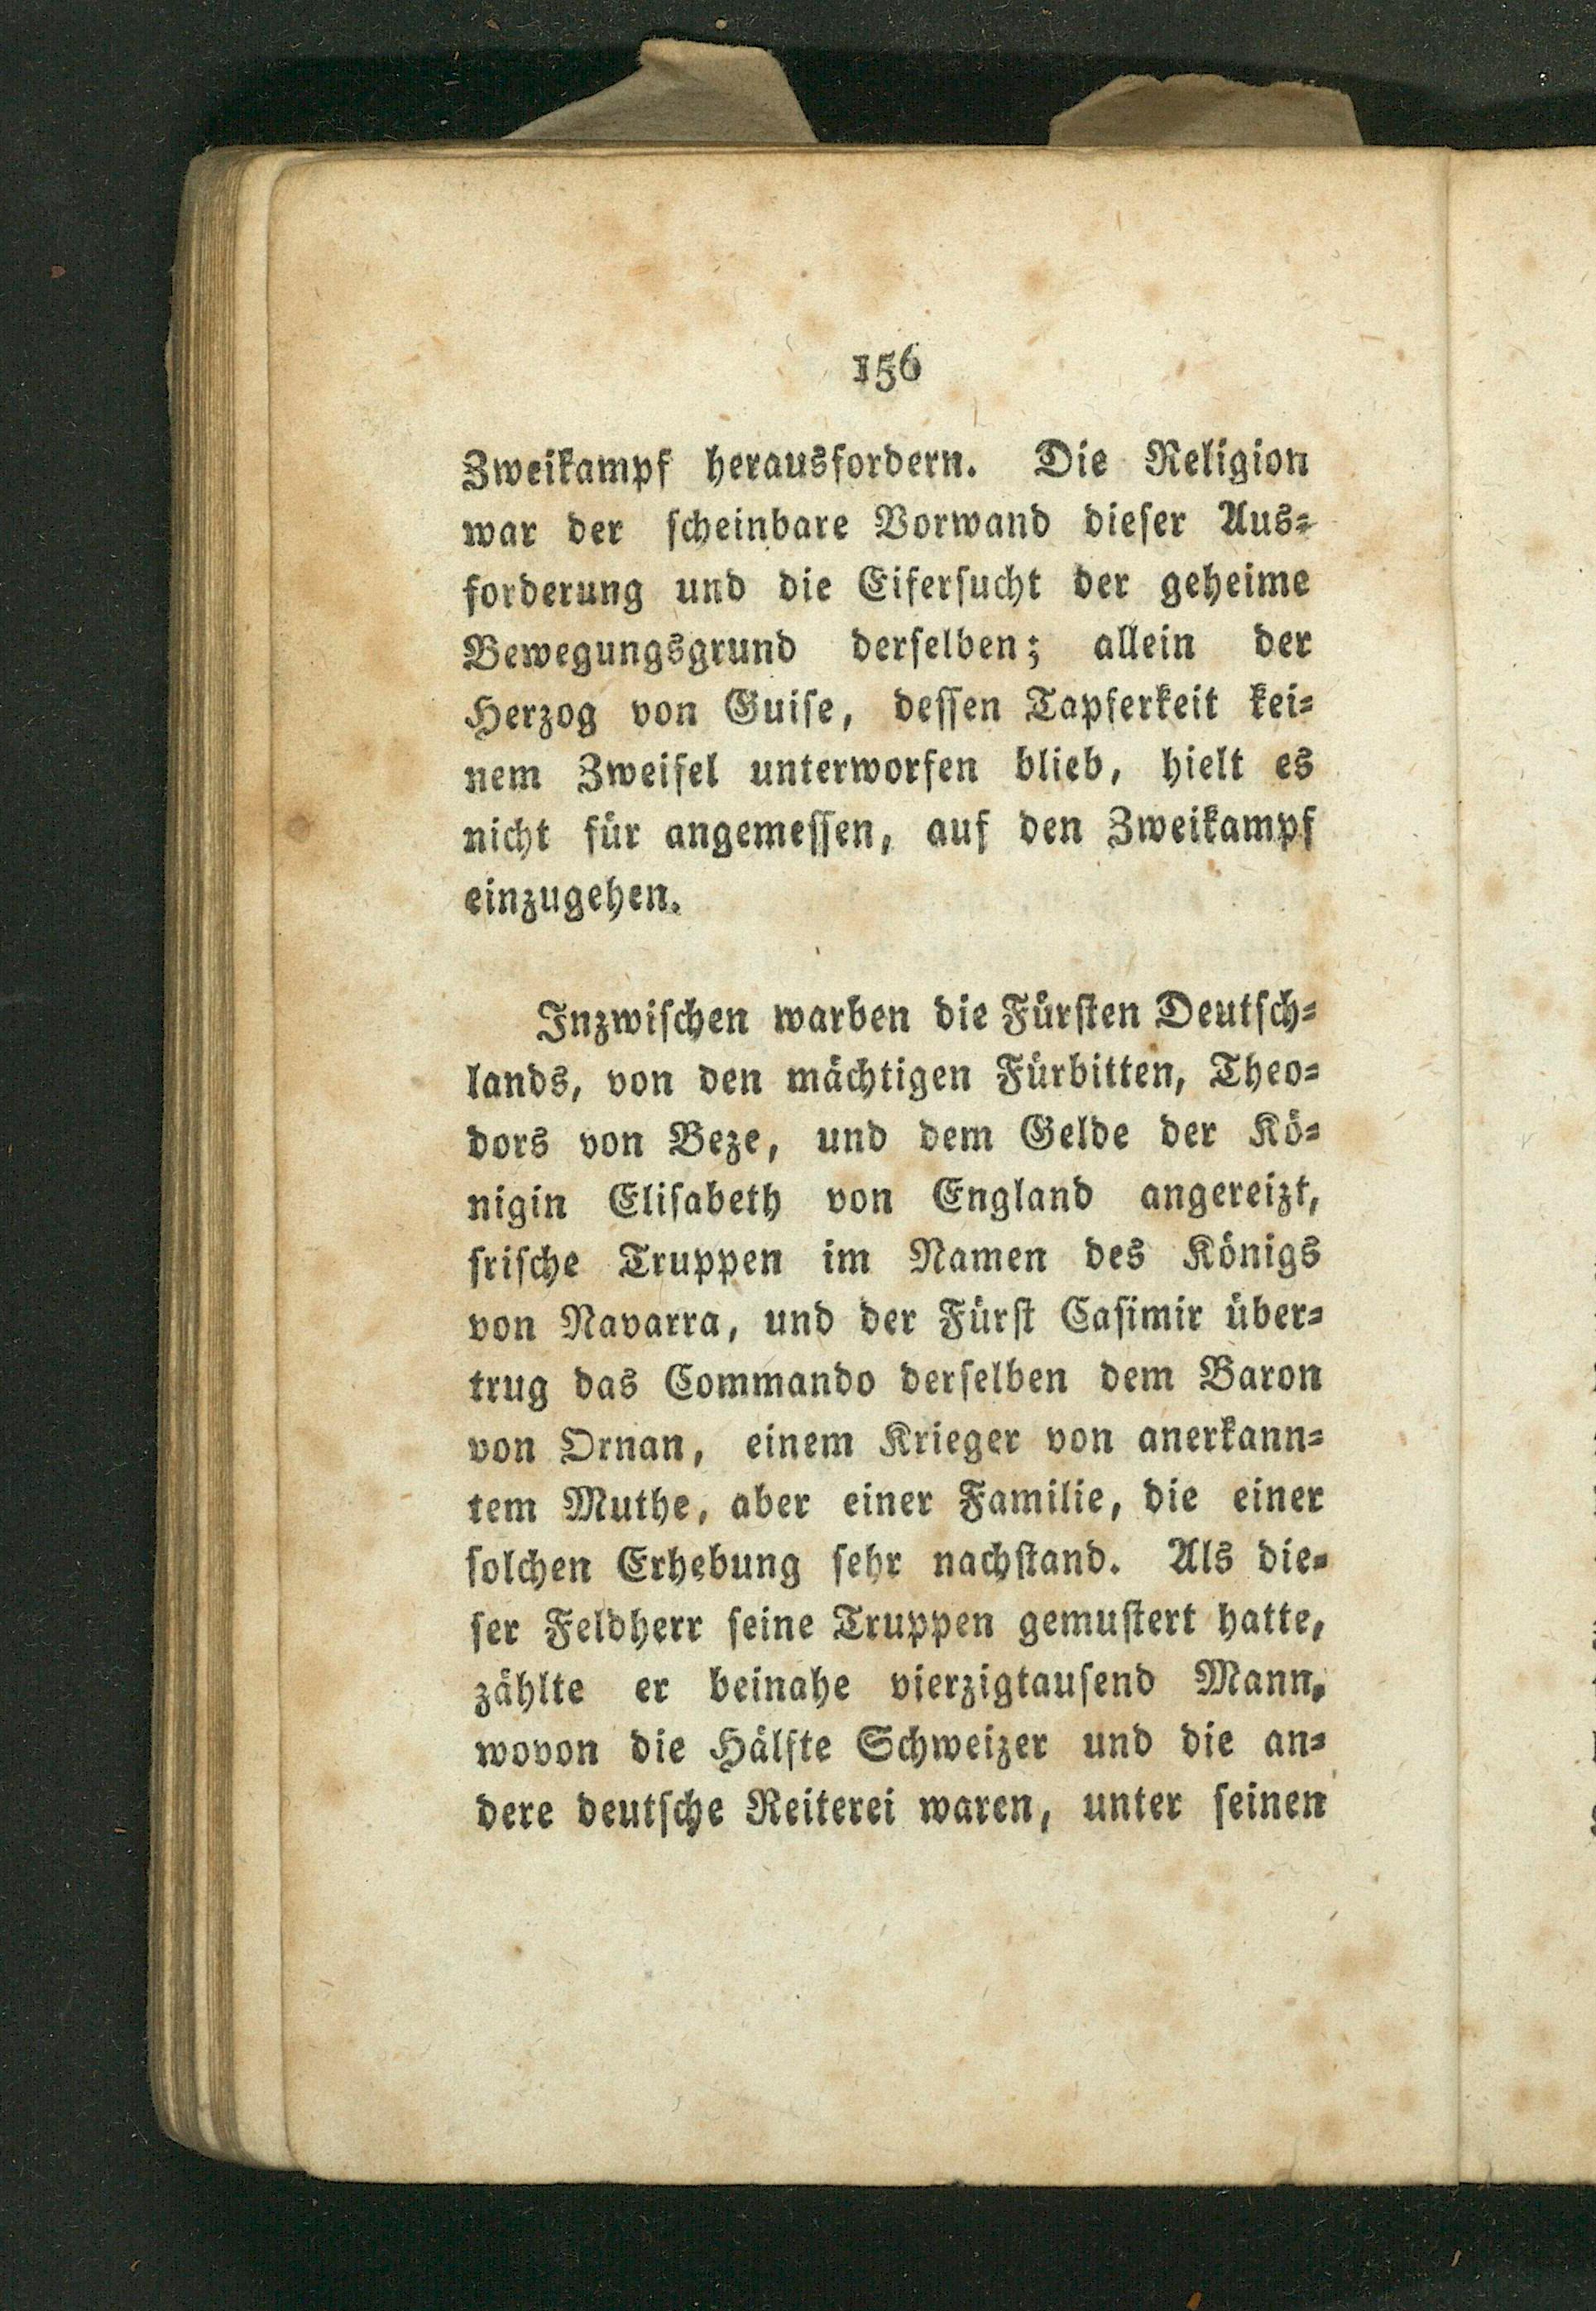 156
Zweikampf herausfordern. Die Religion
war der ſcheinbare Vorwand dieſer Aus⸗
forderung und die Eiferſucht der geheime
Bewegungsgrund derſelben; allein der
Herzog von Guiſe, deſſen Tapferkeit kei⸗
nem Zweifel unterworfen blieb, hielt es
nicht für angemeſſen, auf den Zweikampf
einzugehen.
Inzwiſchen warben die Fürſten Deutſch⸗
lands, von den mächtigen Fürbitten, Theo⸗
dors von Beze, und dem Gelde der Kö⸗
nigin Eliſabeth von England angereizt,
friſche Truppen im Namen des Königs
von Navarra, und der Fürſt Caſimir über⸗
trug das Commando derſelben dem Baron
von Ornan, einem Krieger von anerkann⸗
tem Muthe, aber einer Familie, die einer
ſolchen Erhebung ſehr nachſtand. Als die⸗
ſer Feldherr ſeine Truppen gemuſtert hatte,
zählte er beinahe vierzigtauſend Mann,
wovon die Hälfte Schweizer und die an⸗
dere deutſche Reiterei waren, unter ſeinen